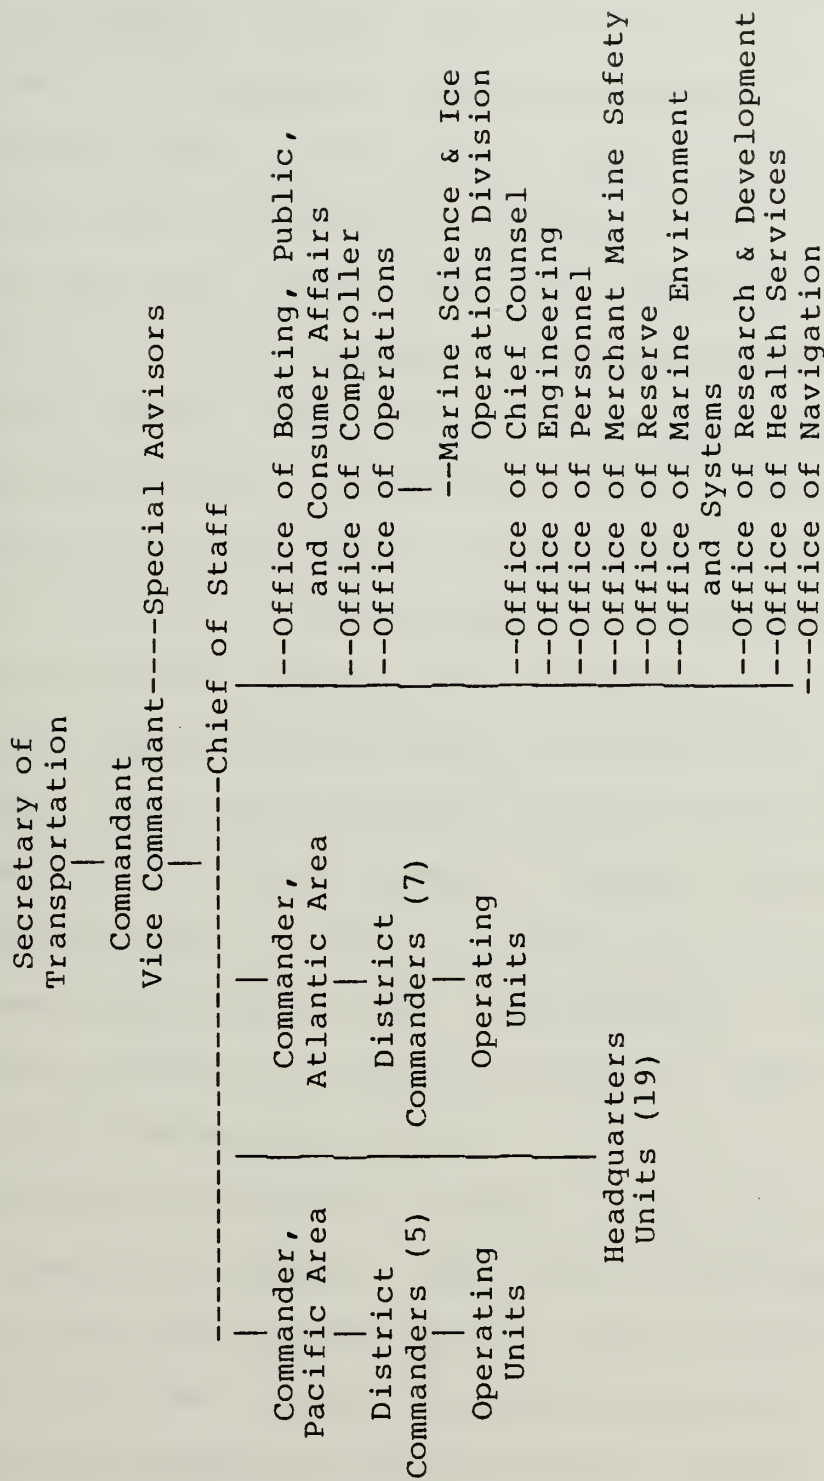 Secretary of
Transportation
Commandant
Vice Commandant----Special Advisors
-----------------------Chief of Staff
Commander,
Pacific Area
District
Commanders (5)
Operating
Units
Commander,
Atlantic Area
District
Commanders (7)
Operating
Units
Headquarters
Units (19)
--Office of Boating, Public,
and Consumer Affairs
--Office of Comptroller
--Office of Operations
--Marine Science & Ice
Operations Division
--Office of Chief Counsel
--Office of Engineering
--Office of Personnel
--Office of Merchant Marine Safety
--Office of Reserve
--Office of Marine Environment
and Systems
--Office of Research & Development
--Office of Health Services
---Office of Navigation